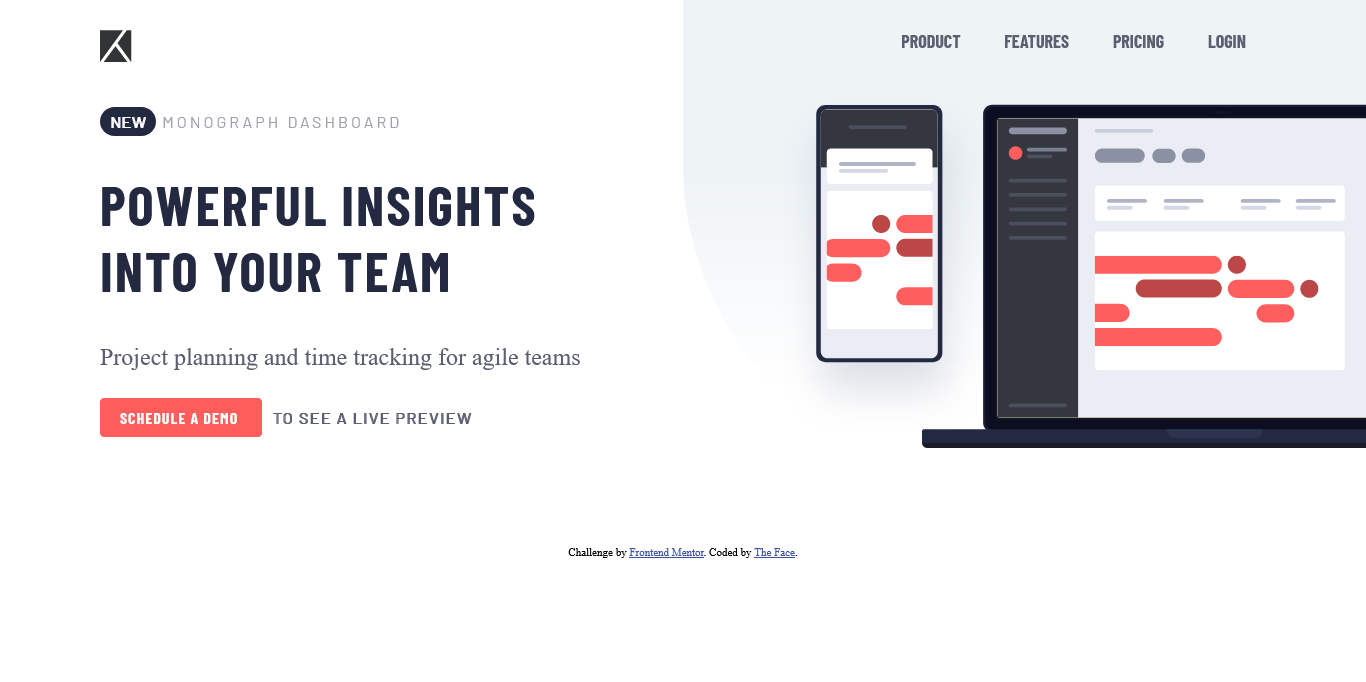 PRODUCT FEATURES PRICING LOGIN
NEW MONOGRAPH DASHBOARD
POWERFUL INSIGHTS
INTO YOUR TEAM
Project planning and time tracking for agile teams
SCHEDULE A DEMO TO SEE A LIVE PREVIEW
Challenge by Frontend Mentor. Coded by The Face.